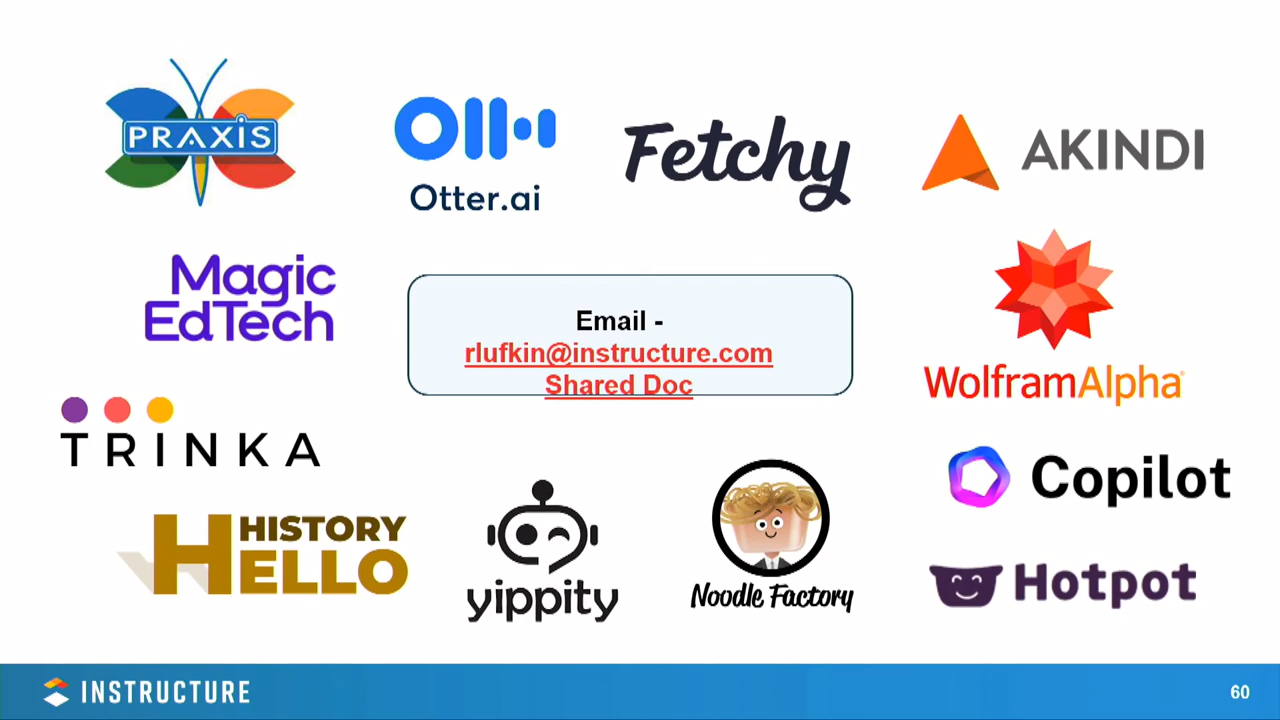 PRAXIS
Otter.ai
Fetchy
AKINDI
Magic
EdTech
Email -
rlufkin@instructure.com
Shared Doc
WolframAlpha
TRINKA
Copilot
HISTORY
HELLO
yippity
Noodle Factory
Hotpot
INSTRUCTURE
60